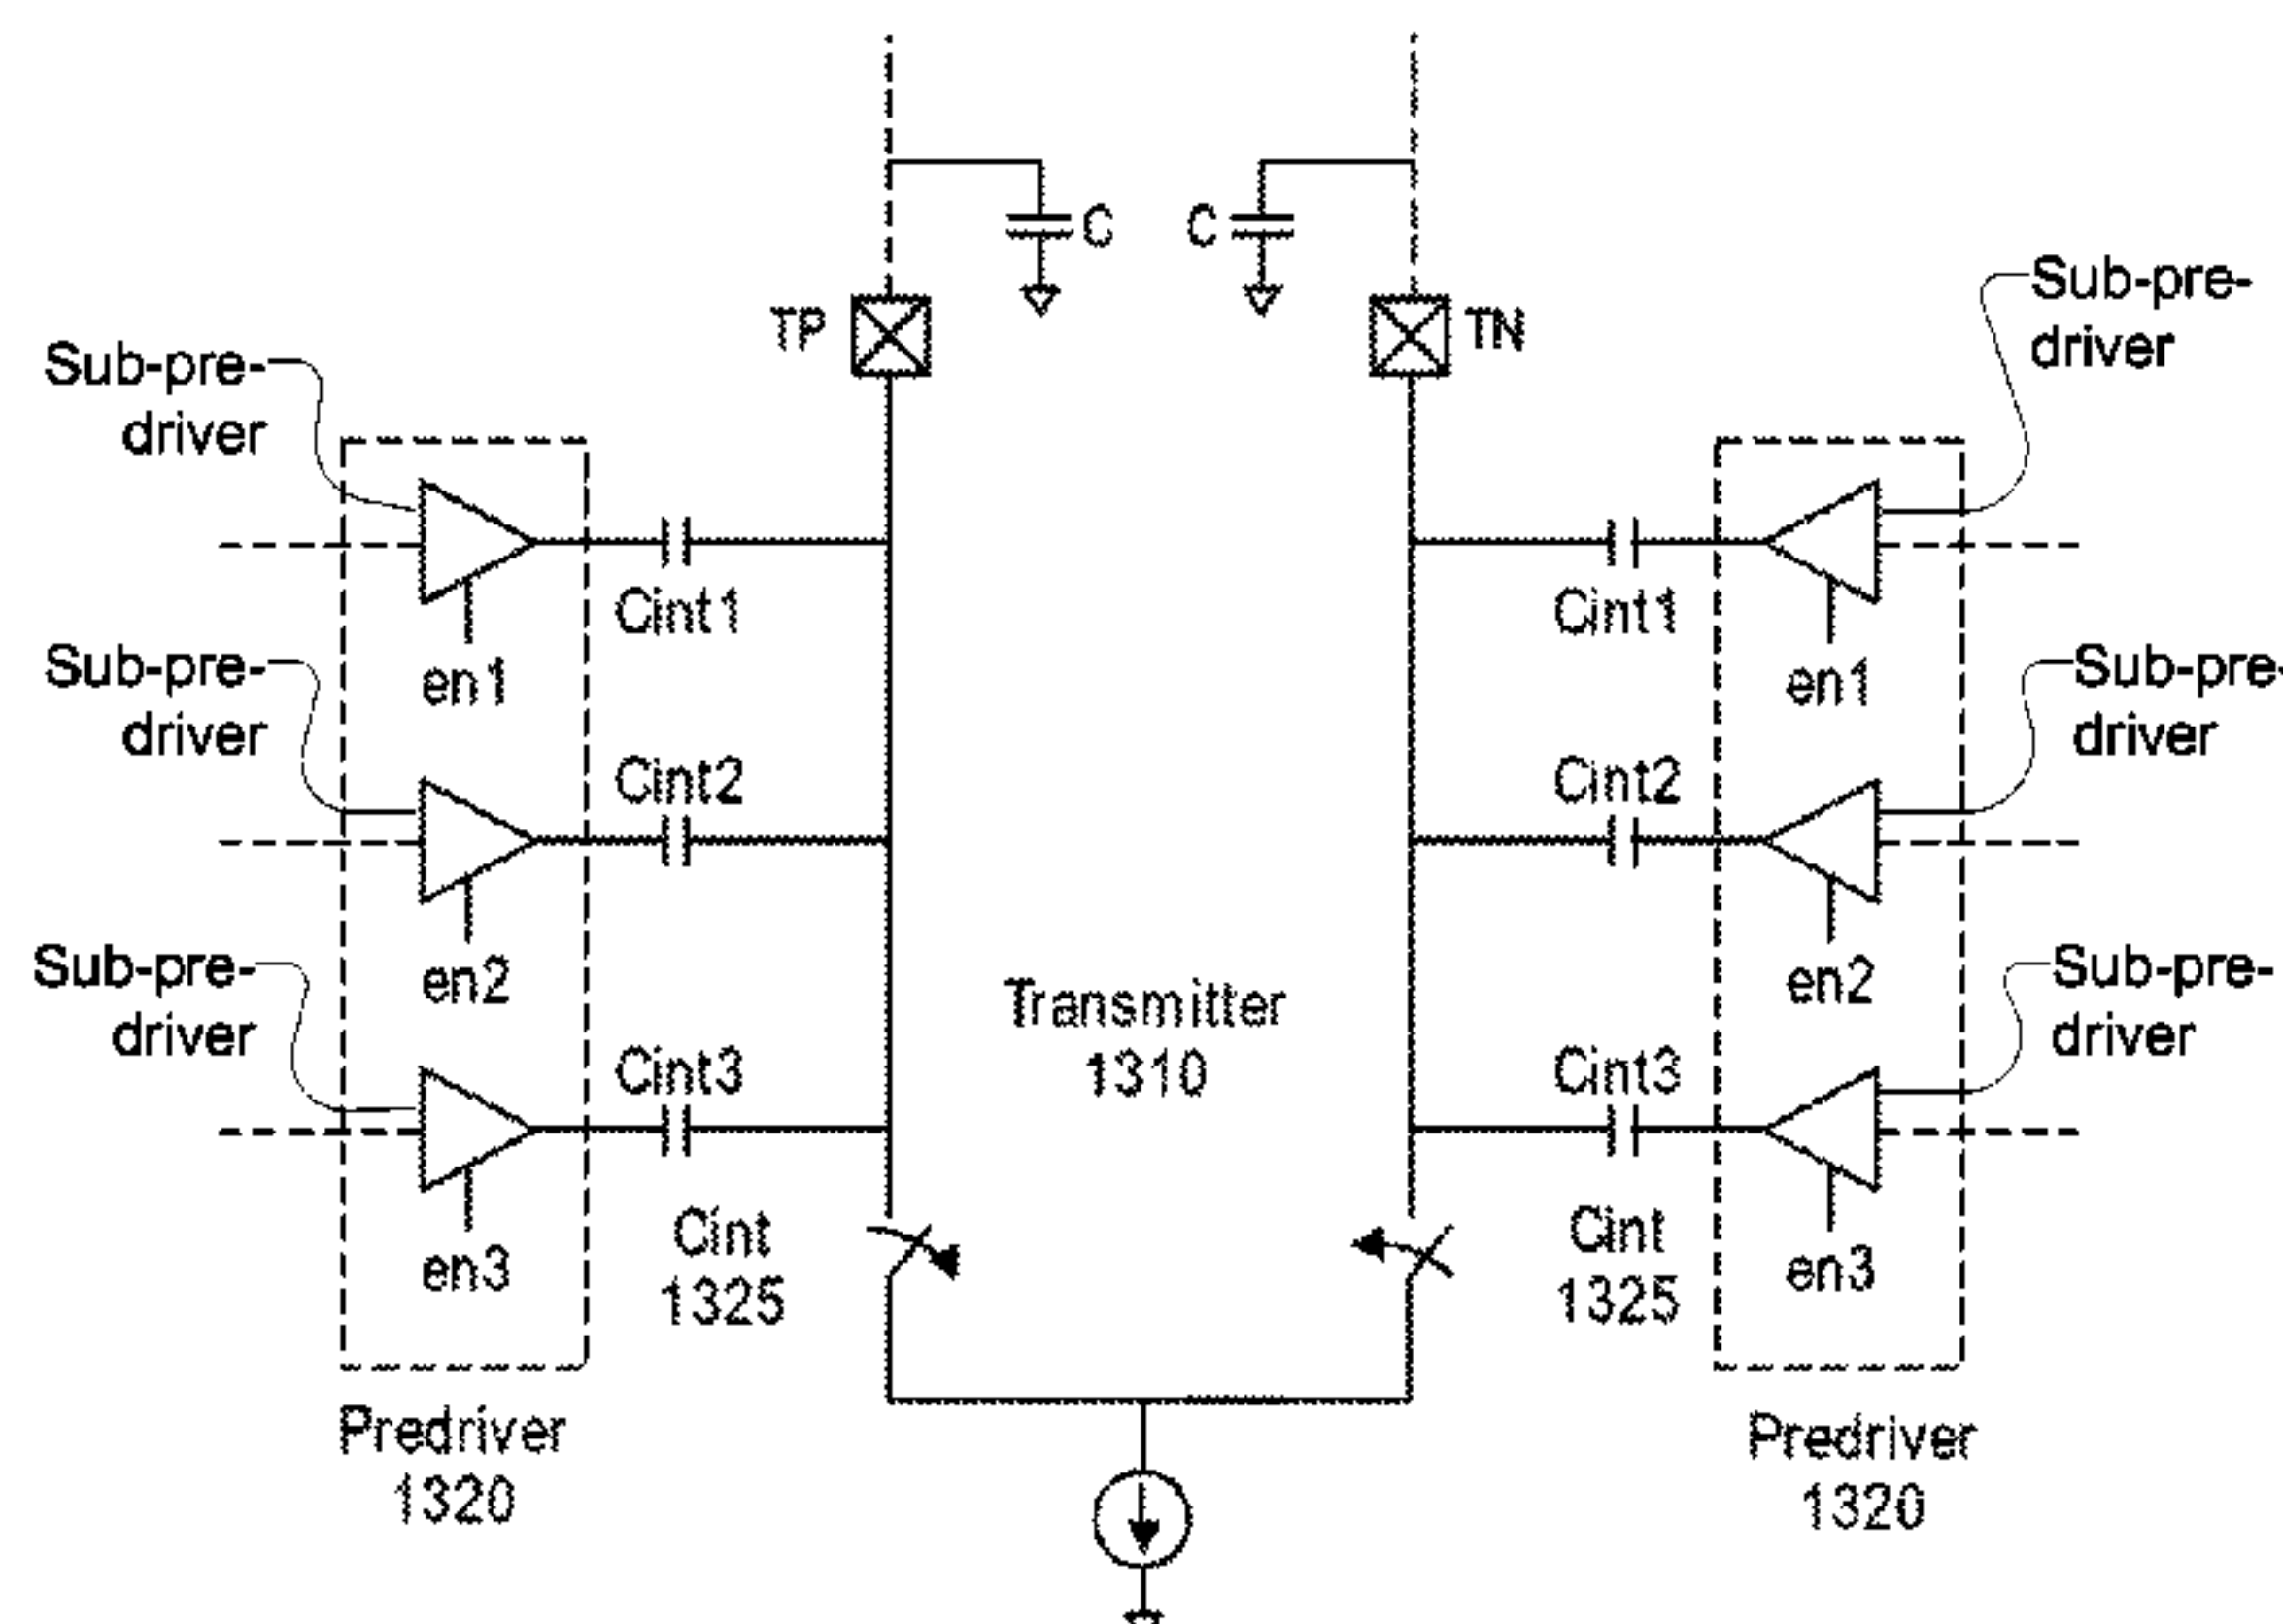 C
C
TP
TN
Sub-pre-
driver
Sub-pre-
driver
Cint1
en1
Cint1
en1
Sub-pre-
driver
Sub-pre-
driver
Cint2
en2
Cint2
en2
Sub-pre-
driver
Sub-pre-
driver
Transmitter
1310
Cint3
en3
Cint3
en3
Cint
1325
Cint
1325
Predriver
1320
Predriver
1320